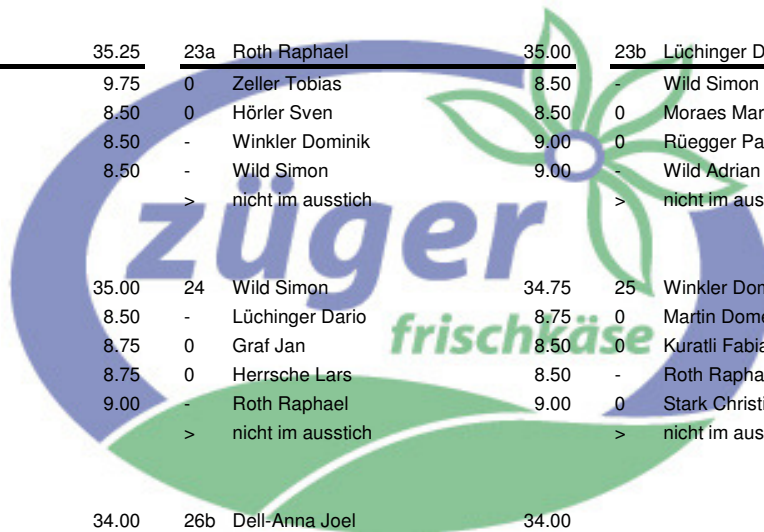 35.25 23a Roth Raphael 35.00 23b Lüchinger D
9.75 0 Zeller Tobias 8.50 - Wild Simon
8.50 0 Hörler Sven 8.50 0 Moraes Mar
8.50 - Winkler Dominik 9.00 0 Rüegger Pa
8.50 - Wild Simon 9.00 - Wild Adrian
> nicht im ausstich > nicht im aus
züger
frischkäse
35.00 24 Wild Simon 34.75 25 Winkler Dom
8.50 - Lüchinger Dario 8.75 0 Martin Dome
8.75 0 Graf Jan 8.50 0 Kuratli Fabia
8.75 0 Herrsche Lars 8.50 - Roth Rapha
9.00 - Roth Raphael 9.00 0 Stark Christi
> nicht im ausstich > nicht im aus
34.00 26b Dell-Anna Joel 34.00